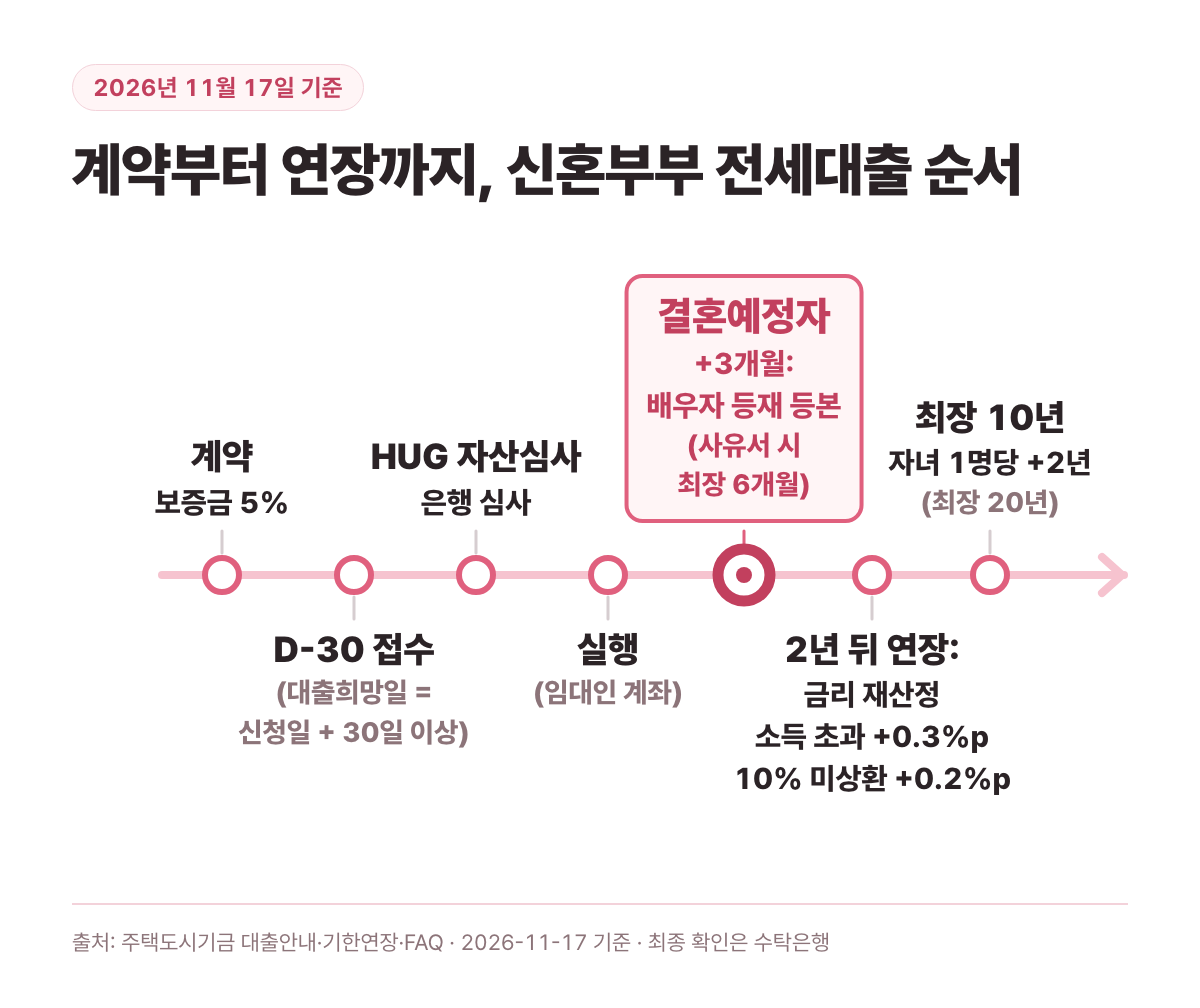 2026년 11월 17일 기준
계약부터 연장까지, 신혼부부 전세대출 순서
계약
보증금 5%
D-30 접수
(대출희망일 =
신청일 + 30일 이상)
HUG 자산심사
은행 심사
실행
(임대인 계좌)
결혼예정자
+3개월:
배우자 등재 등본
(사유서 시
최장 6개월)
2년 뒤 연장:
금리 재산정
소득 초과 +0.3%p
10% 미상환 +0.2%p
최장 10년
자녀 1명당 +2년
(최장 20년)
출처: 주택도시기금 대출안내·기한연장·FAQ · 2026-11-17 기준 · 최종 확인은 수탁은행